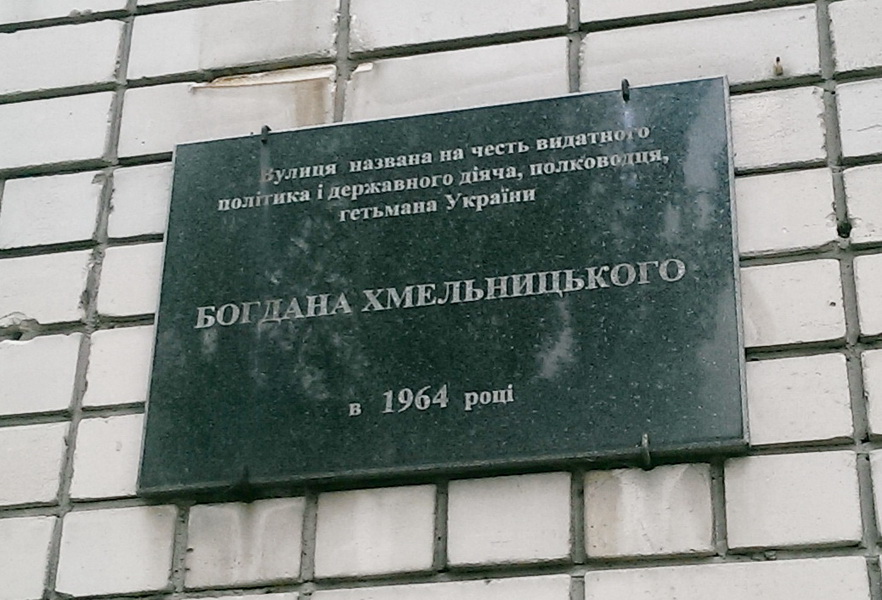 Вулиця названа на честь видатного
політика і державного діяча, полководця,
гетьмана України
БОГДАНА ХМЕЛЬНИЦЬКОГО
в 1964 році